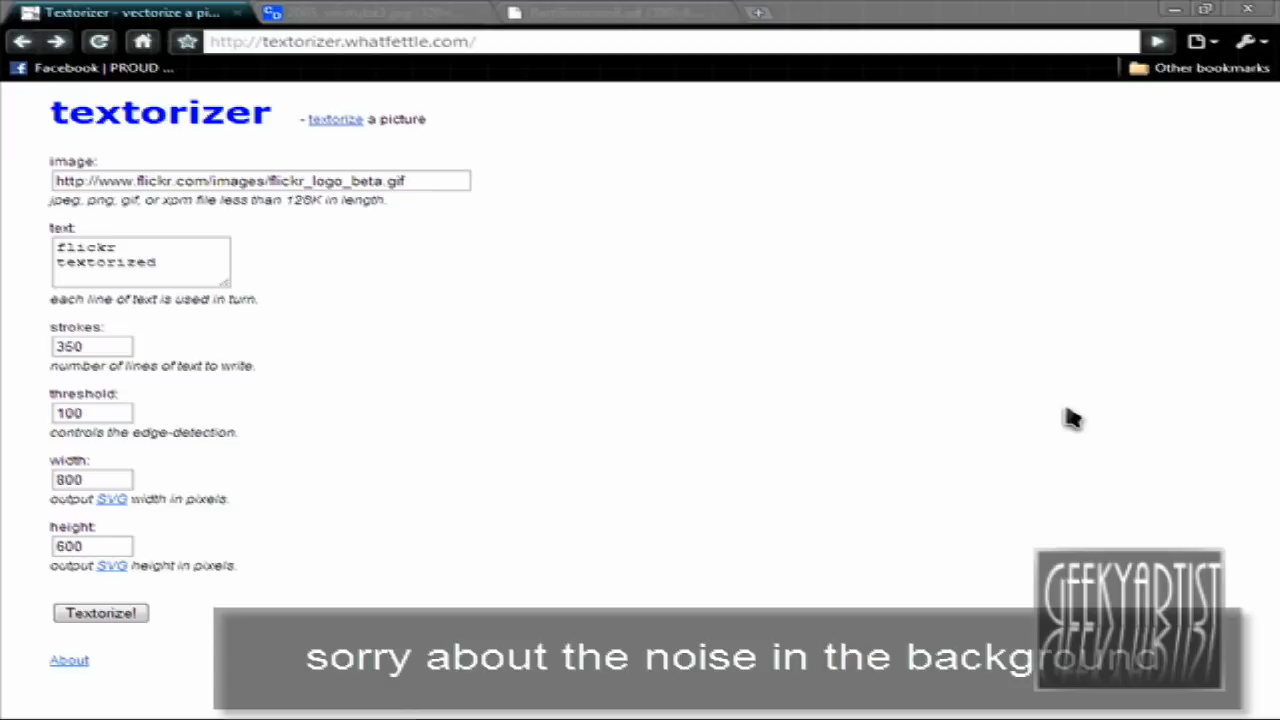 Textorizer - vectorize a pi...
http://textorizer.whatfettle.com/
Facebook | PROUD ...
Other bookmarks
textorizer - textorize a picture
image:
http://www.flickr.com/images/flickr_logo_beta.gif
jpeg, png, gif, or xpm file less than 128K in length.
text:
flickr
textorized
each line of text is used in turn.
strokes:
350
number of lines of text to write.
threshold:
100
controls the edge-detection.
width:
800
output SVG width in pixels.
height:
600
output SVG height in pixels.
Textorize!
About
sorry about the noise in the background
GEEKYARTIST